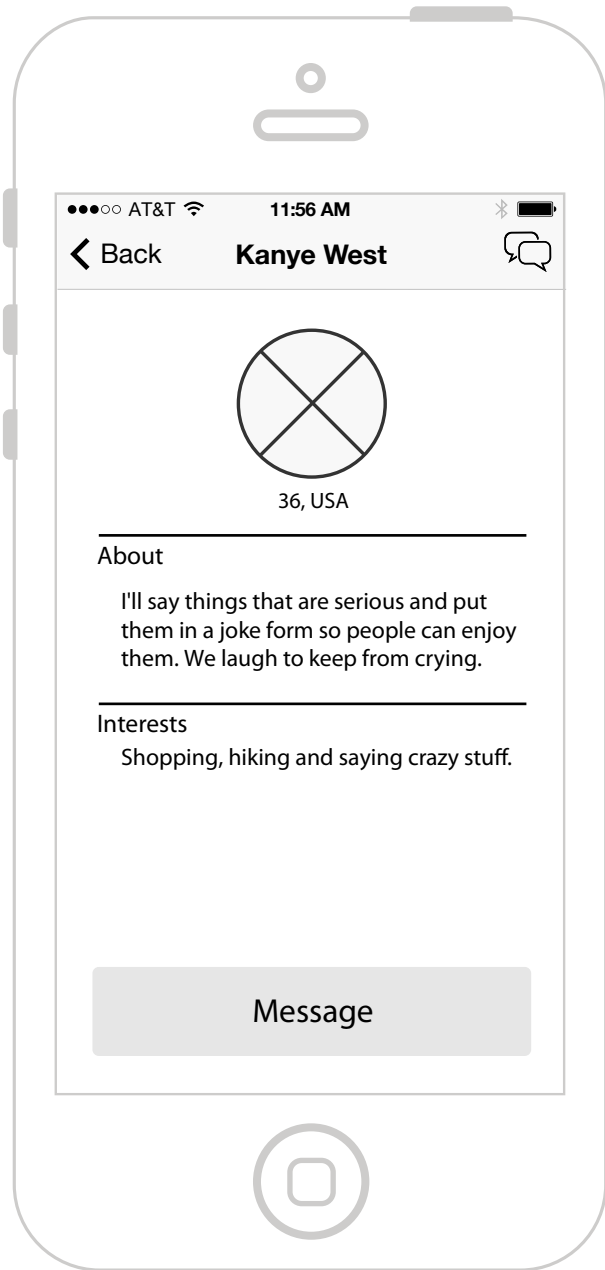 AT&T 11:56 AM
Back Kanye West
36, USA
About
I'll say things that are serious and put
them in a joke form so people can enjoy
them. We laugh to keep from crying.
Interests
Shopping, hiking and saying crazy stuff.
Message